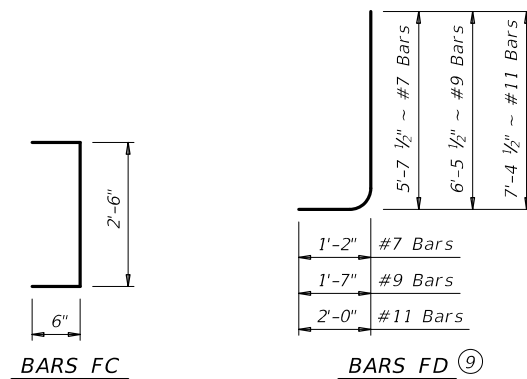 5'-7 ½" ~ #7 Bars
6'-5 ½" ~ #9 Bars
7'-4 ½" ~ #11 Bars
2'-6"
6"
1'-2" #7 Bars
1'-7" #9 Bars
2'-0" #11 Bars
BARS FC
BARS FD 9